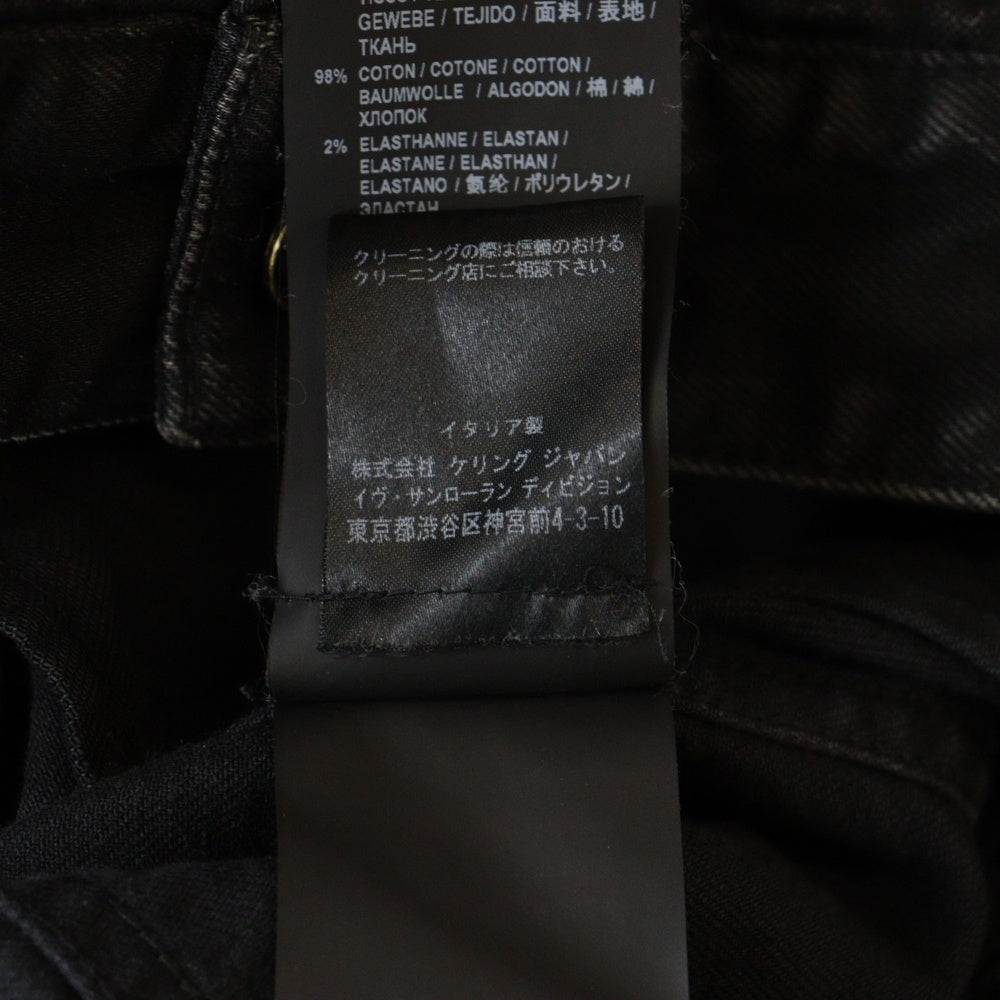 GEWEBE / TEJIDO / 面料 / 表地 /
ТКАНЬ
98% COTON / COTONE / COTTON /
BAUMWOLLE / ALGODON / 棉 / 綿 /
ХЛОПОК
2% ELASTHANNE / ELASTAN /
ELASTANE / ELASTHAN /
ELASTANO / 氨纶 / ポリウレタン /
ЭЛАСТАН
クリーニングの際は信頼のおける
クリーニング店にご相談下さい。
イタリア製
株式会社 ケリング ジャパン
イヴ・サンローラン ディビジョン
東京都渋谷区神宮前4-3-10